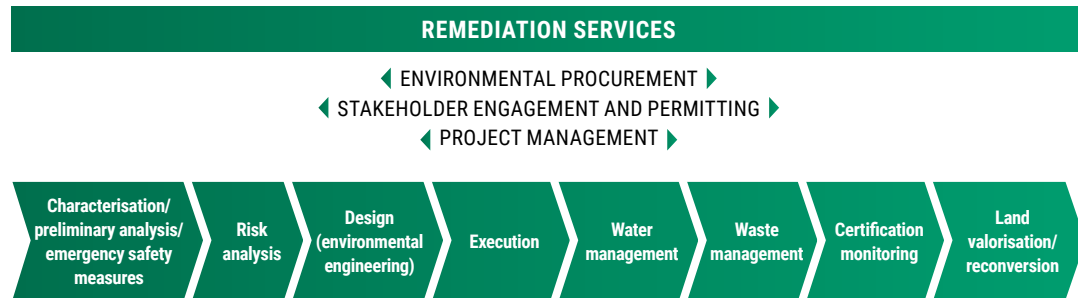 REMEDIATION SERVICES
ENVIRONMENTAL PROCUREMENT
STAKEHOLDER ENGAGEMENT AND PERMITTING
PROJECT MANAGEMENT
Characterisation/
preliminary analysis/
emergency safety
measures
Risk
analysis
Design
(environmental
engineering)
Execution
Water
management
Waste
management
Certification
monitoring
Land
valorisation/
reconversion